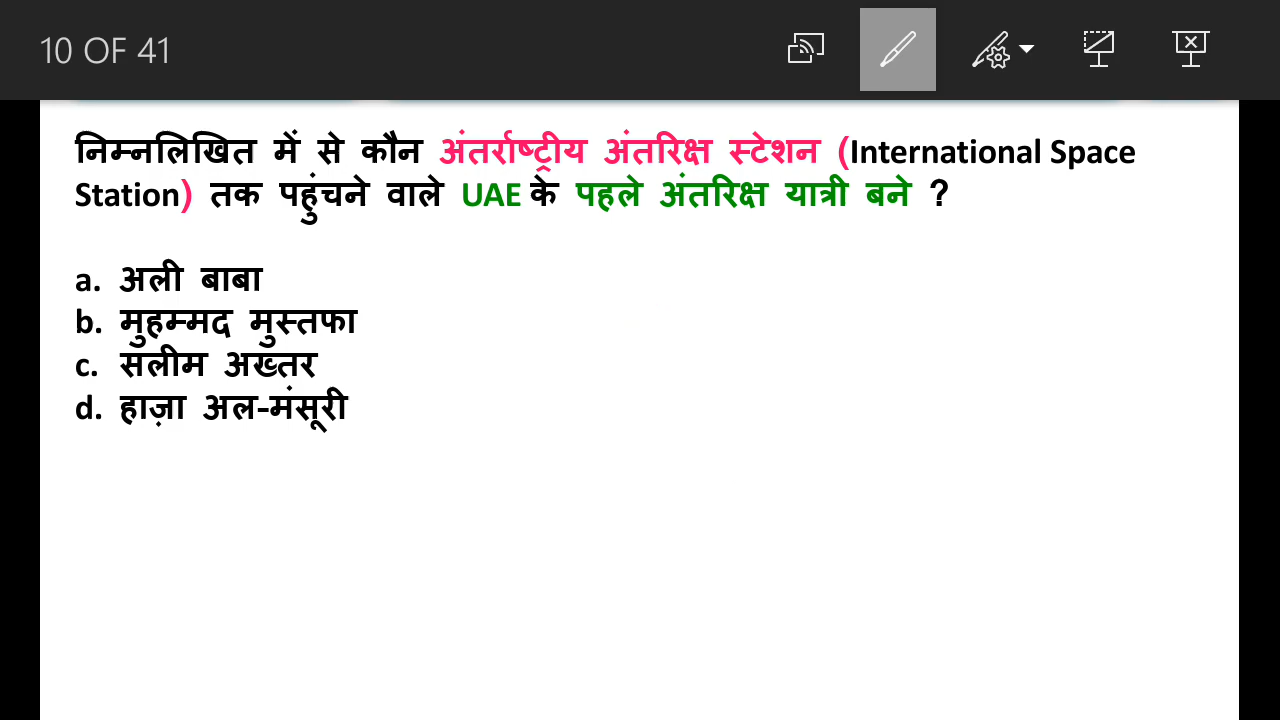 10 OF 41
निम्नलिखित में से कौन अंतर्राष्ट्रीय अंतरिक्ष स्टेशन (International Space
Station) तक पहुंचने वाले UAE के पहले अंतरिक्ष यात्री बने ?
a. अली बाबा
b. मुहम्मद मुस्तफा
c. सलीम अख्तर
d. हाज़ा अल-मंसूरी